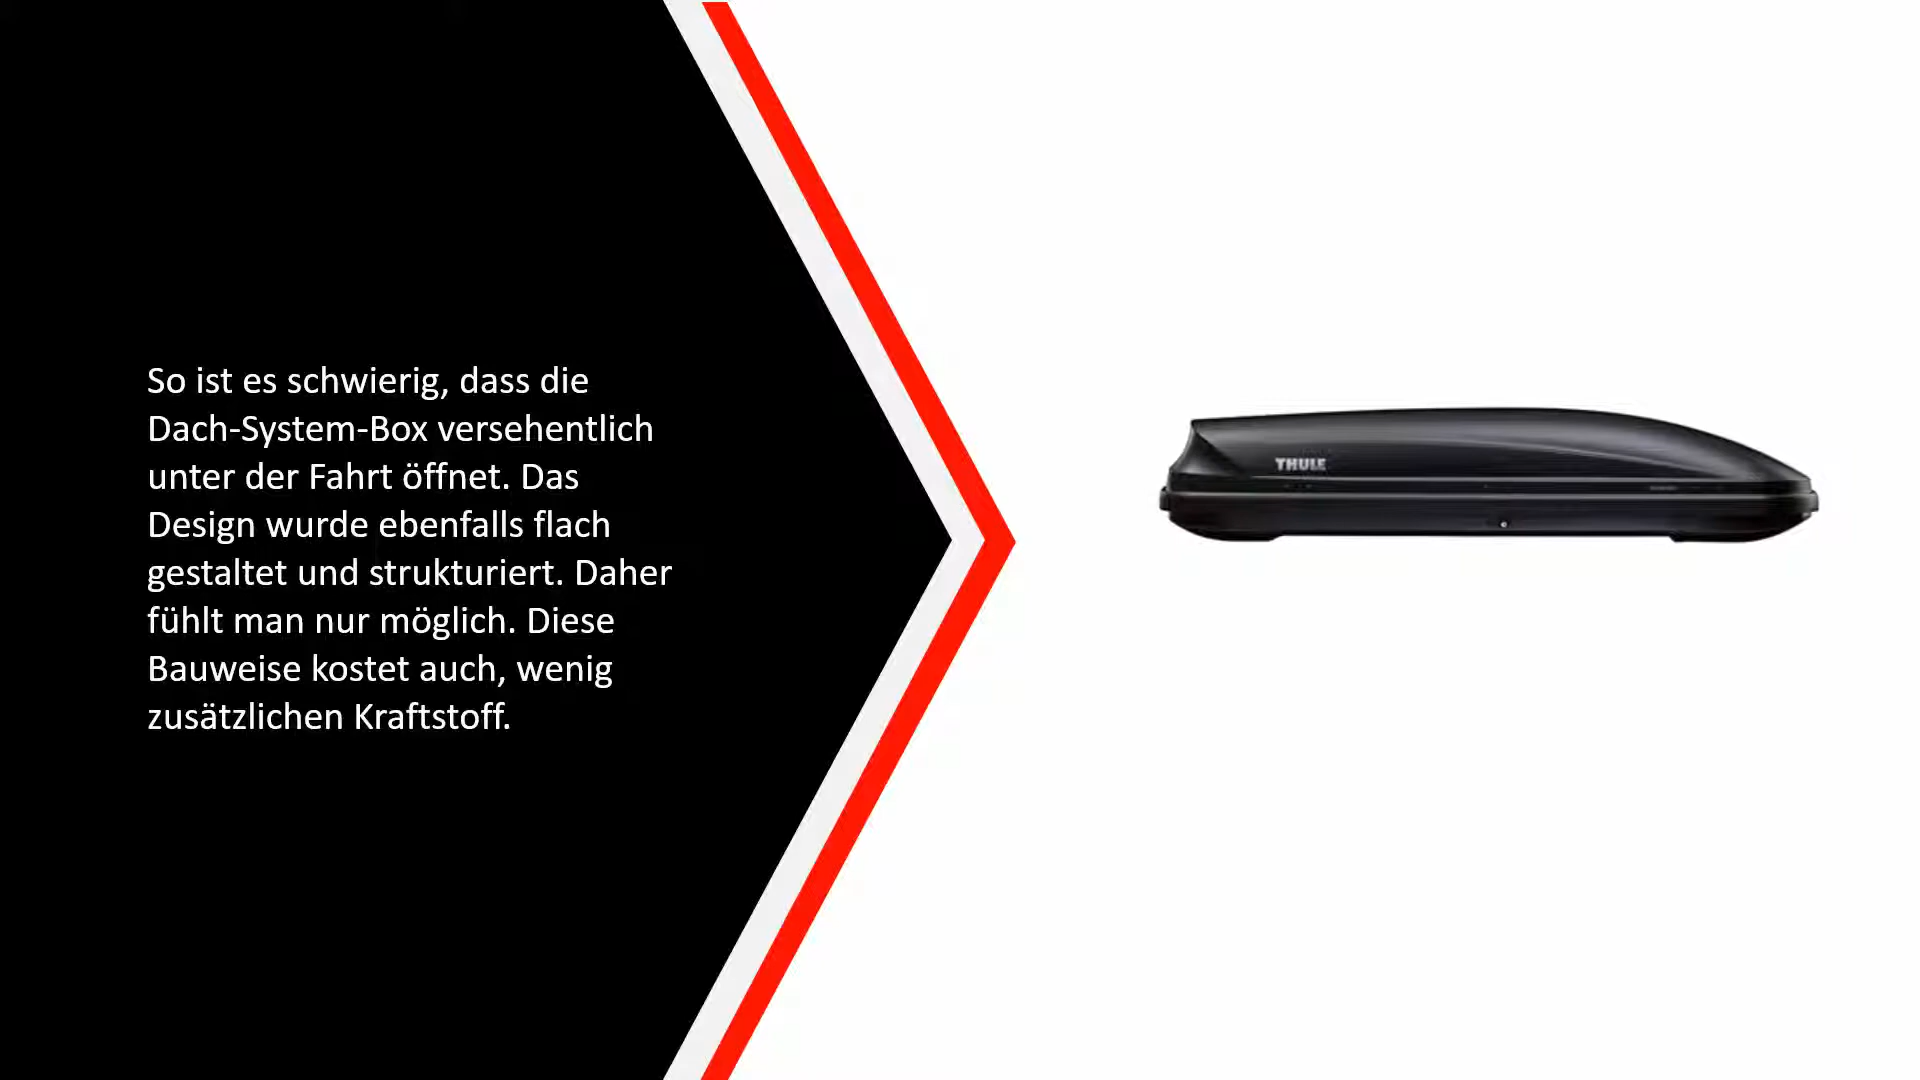 So ist es schwierig, dass die
Dach-System-Box versehentlich
unter der Fahrt öffnet. Das
Design wurde ebenfalls flach
gestaltet und strukturiert. Daher
fühlt man nur möglich. Diese
Bauweise kostet auch, wenig
zusätzlichen Kraftstoff.
THULE